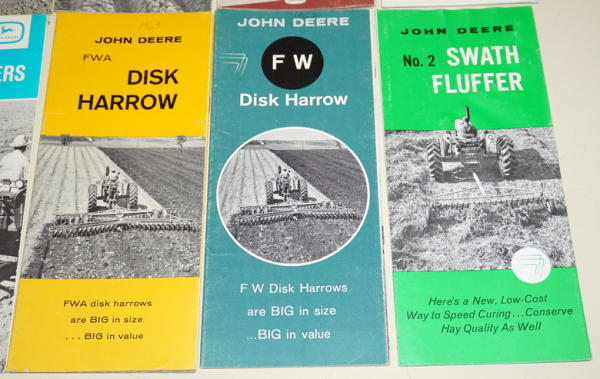 ERS
1963
JOHN DEERE
FWA
DISK
HARROW
FWA disk harrows
are BIG in size
. . . BIG in value
JOHN DEERE
F W
Disk Harrow
F W Disk Harrows
are BIG in size
...BIG in value
JOHN DEERE
No. 2 SWATH
FLUFFER
Here's a New, Low-Cost
Way to Speed Curing...Conserve
Hay Quality As Well